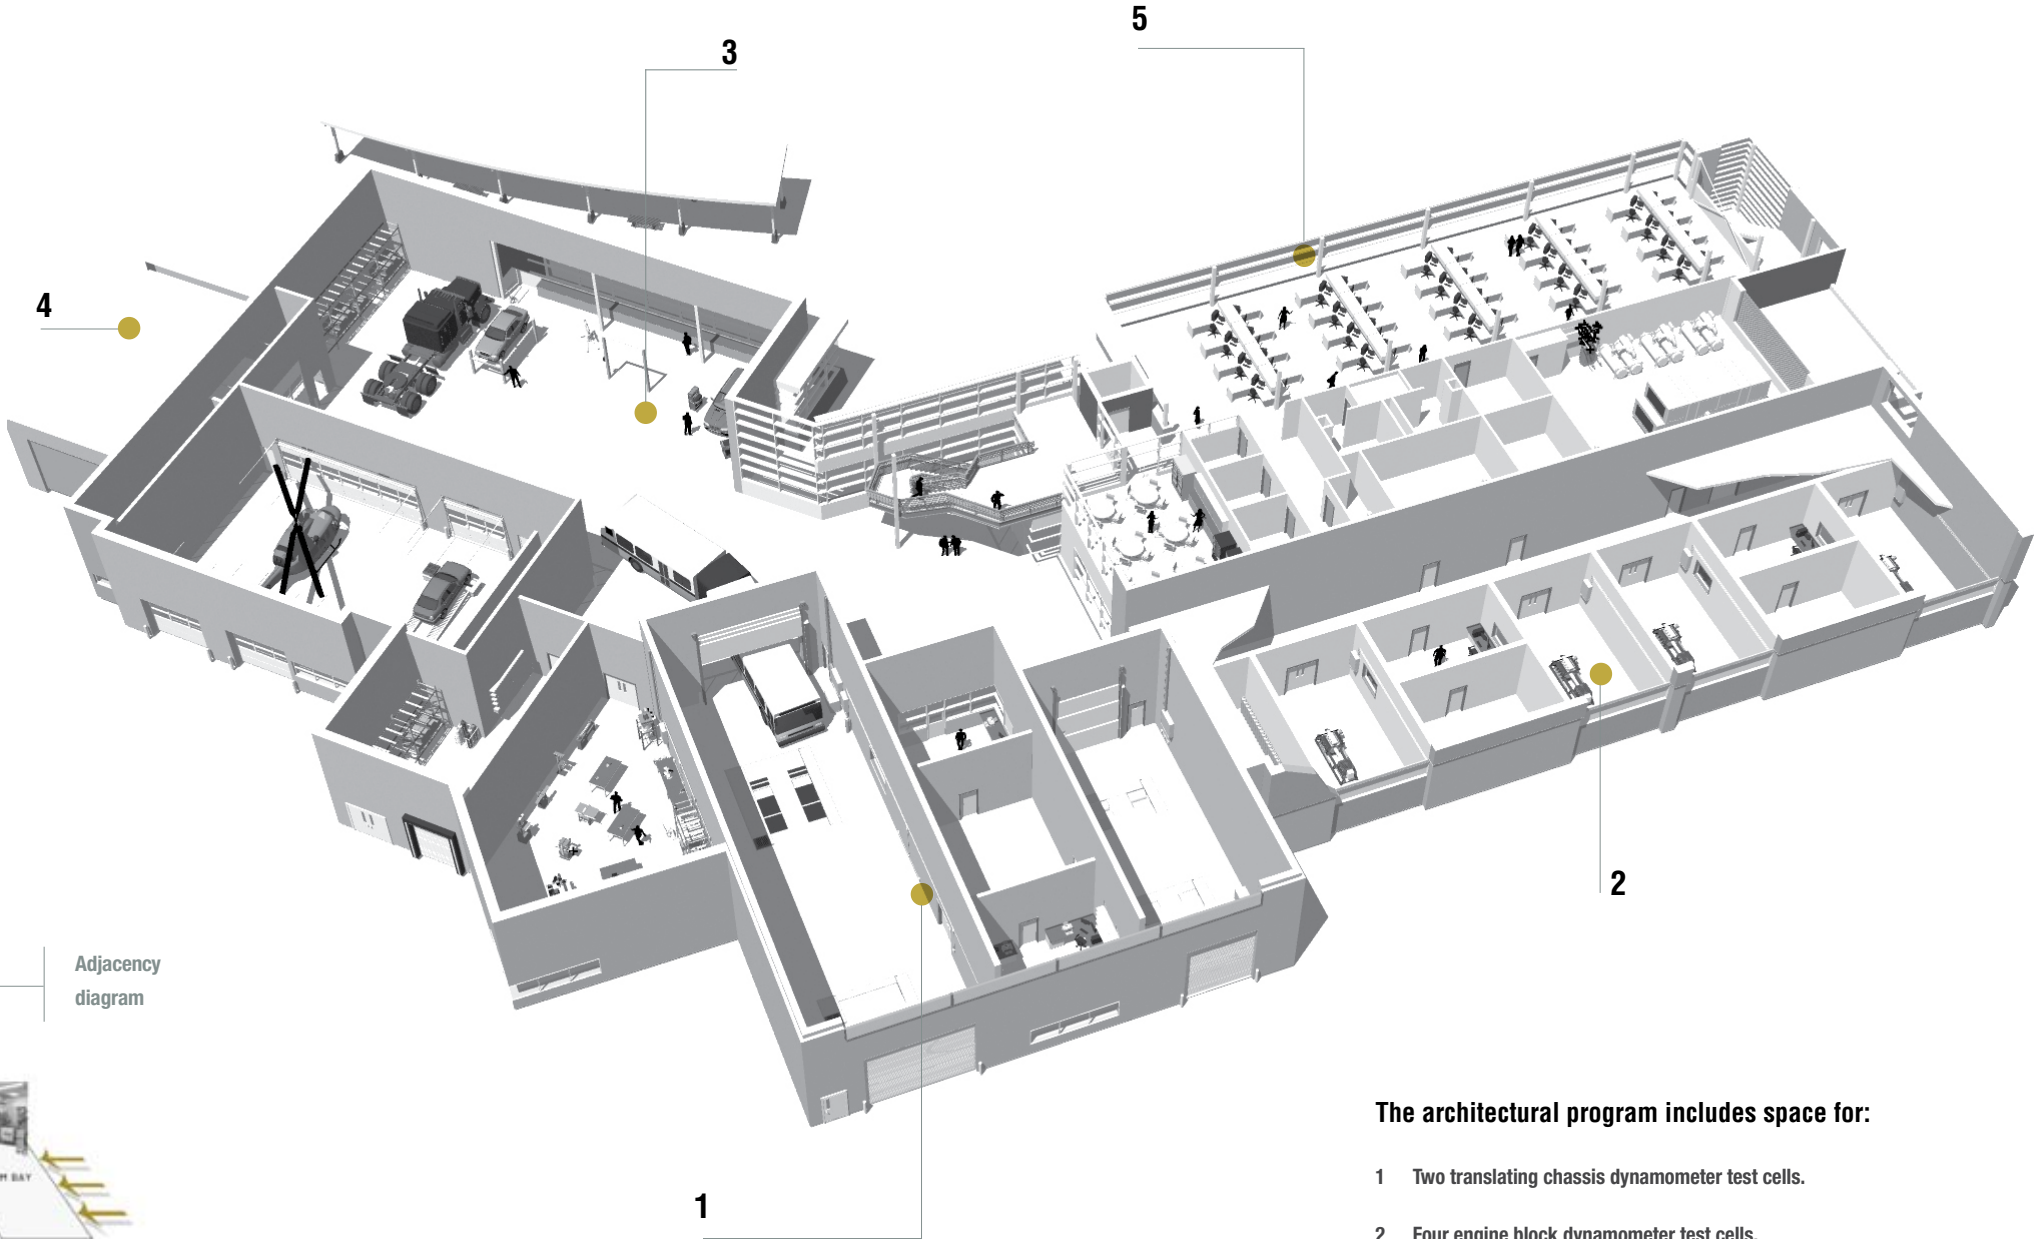 5
3
4
2
Adjacency
diagram
The architectural program includes space for:
M BAY
1 Two translating chassis dynamometer test cells.
1
2 Four engine block dynamometer test cells.